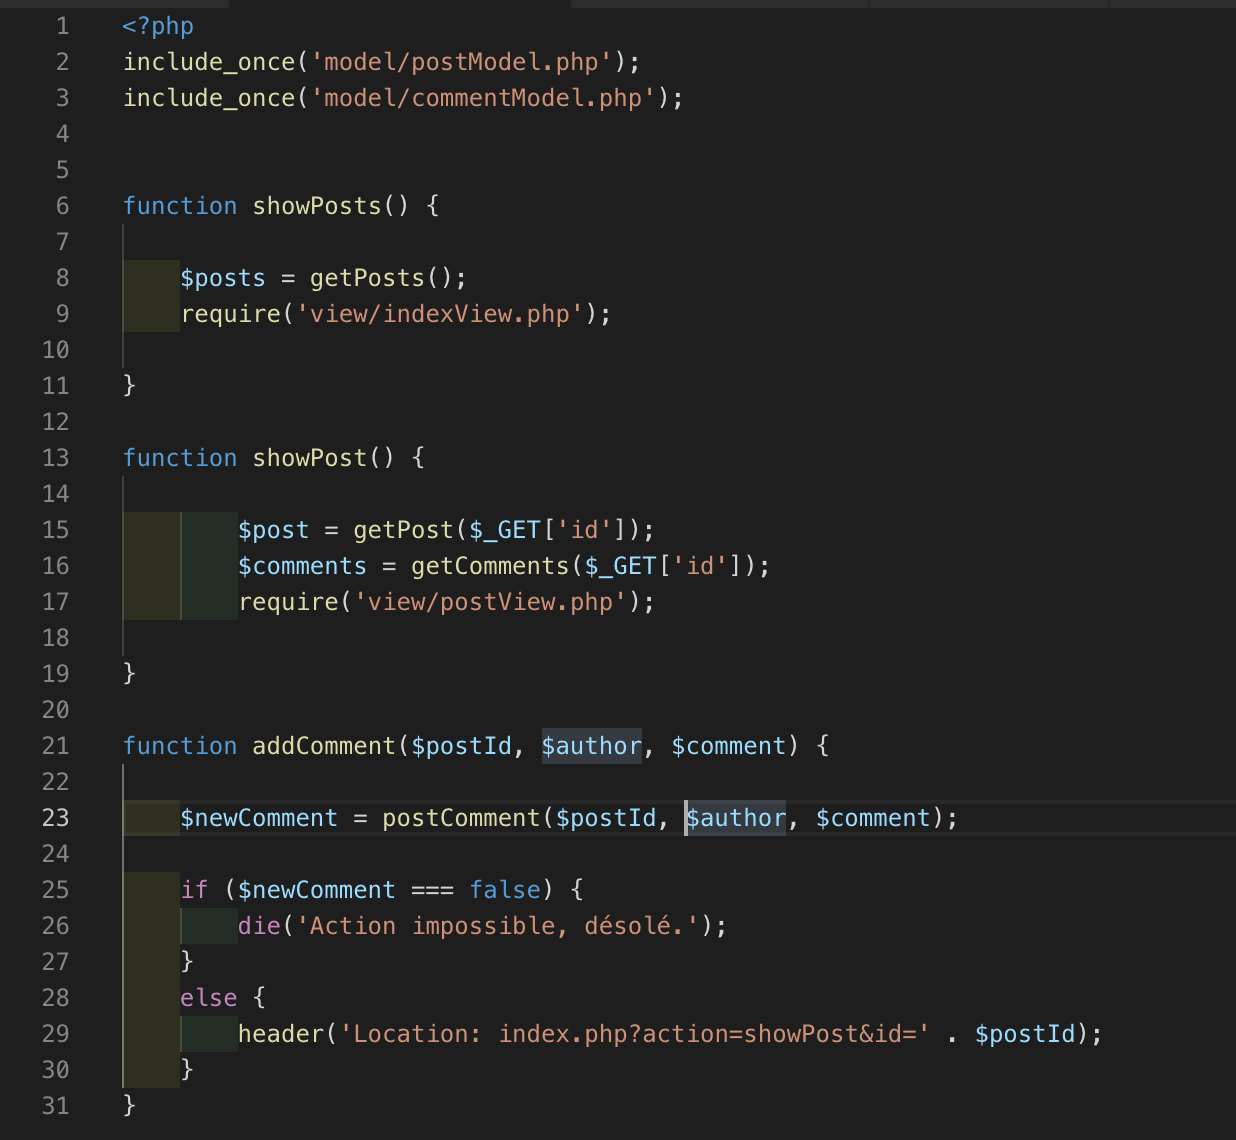 1 <?php
2 include_once('model/postModel.php');
3 include_once('model/commentModel.php');
4
5
6 function showPosts() {
7
8 $posts = getPosts();
9 require('view/indexView.php');
10
11 }
12
13 function showPost() {
14
15 $post = getPost($_GET['id']);
16 $comments = getComments($_GET['id']);
17 require('view/postView.php');
18
19 }
20
21 function addComment($postId, $author, $comment) {
22
23 $newComment = postComment($postId, $author, $comment);
24
25 if ($newComment === false) {
26 die('Action impossible, désolé.');
27 }
28 else {
29 header('Location: index.php?action=showPost&id=' . $postId);
30 }
31 }